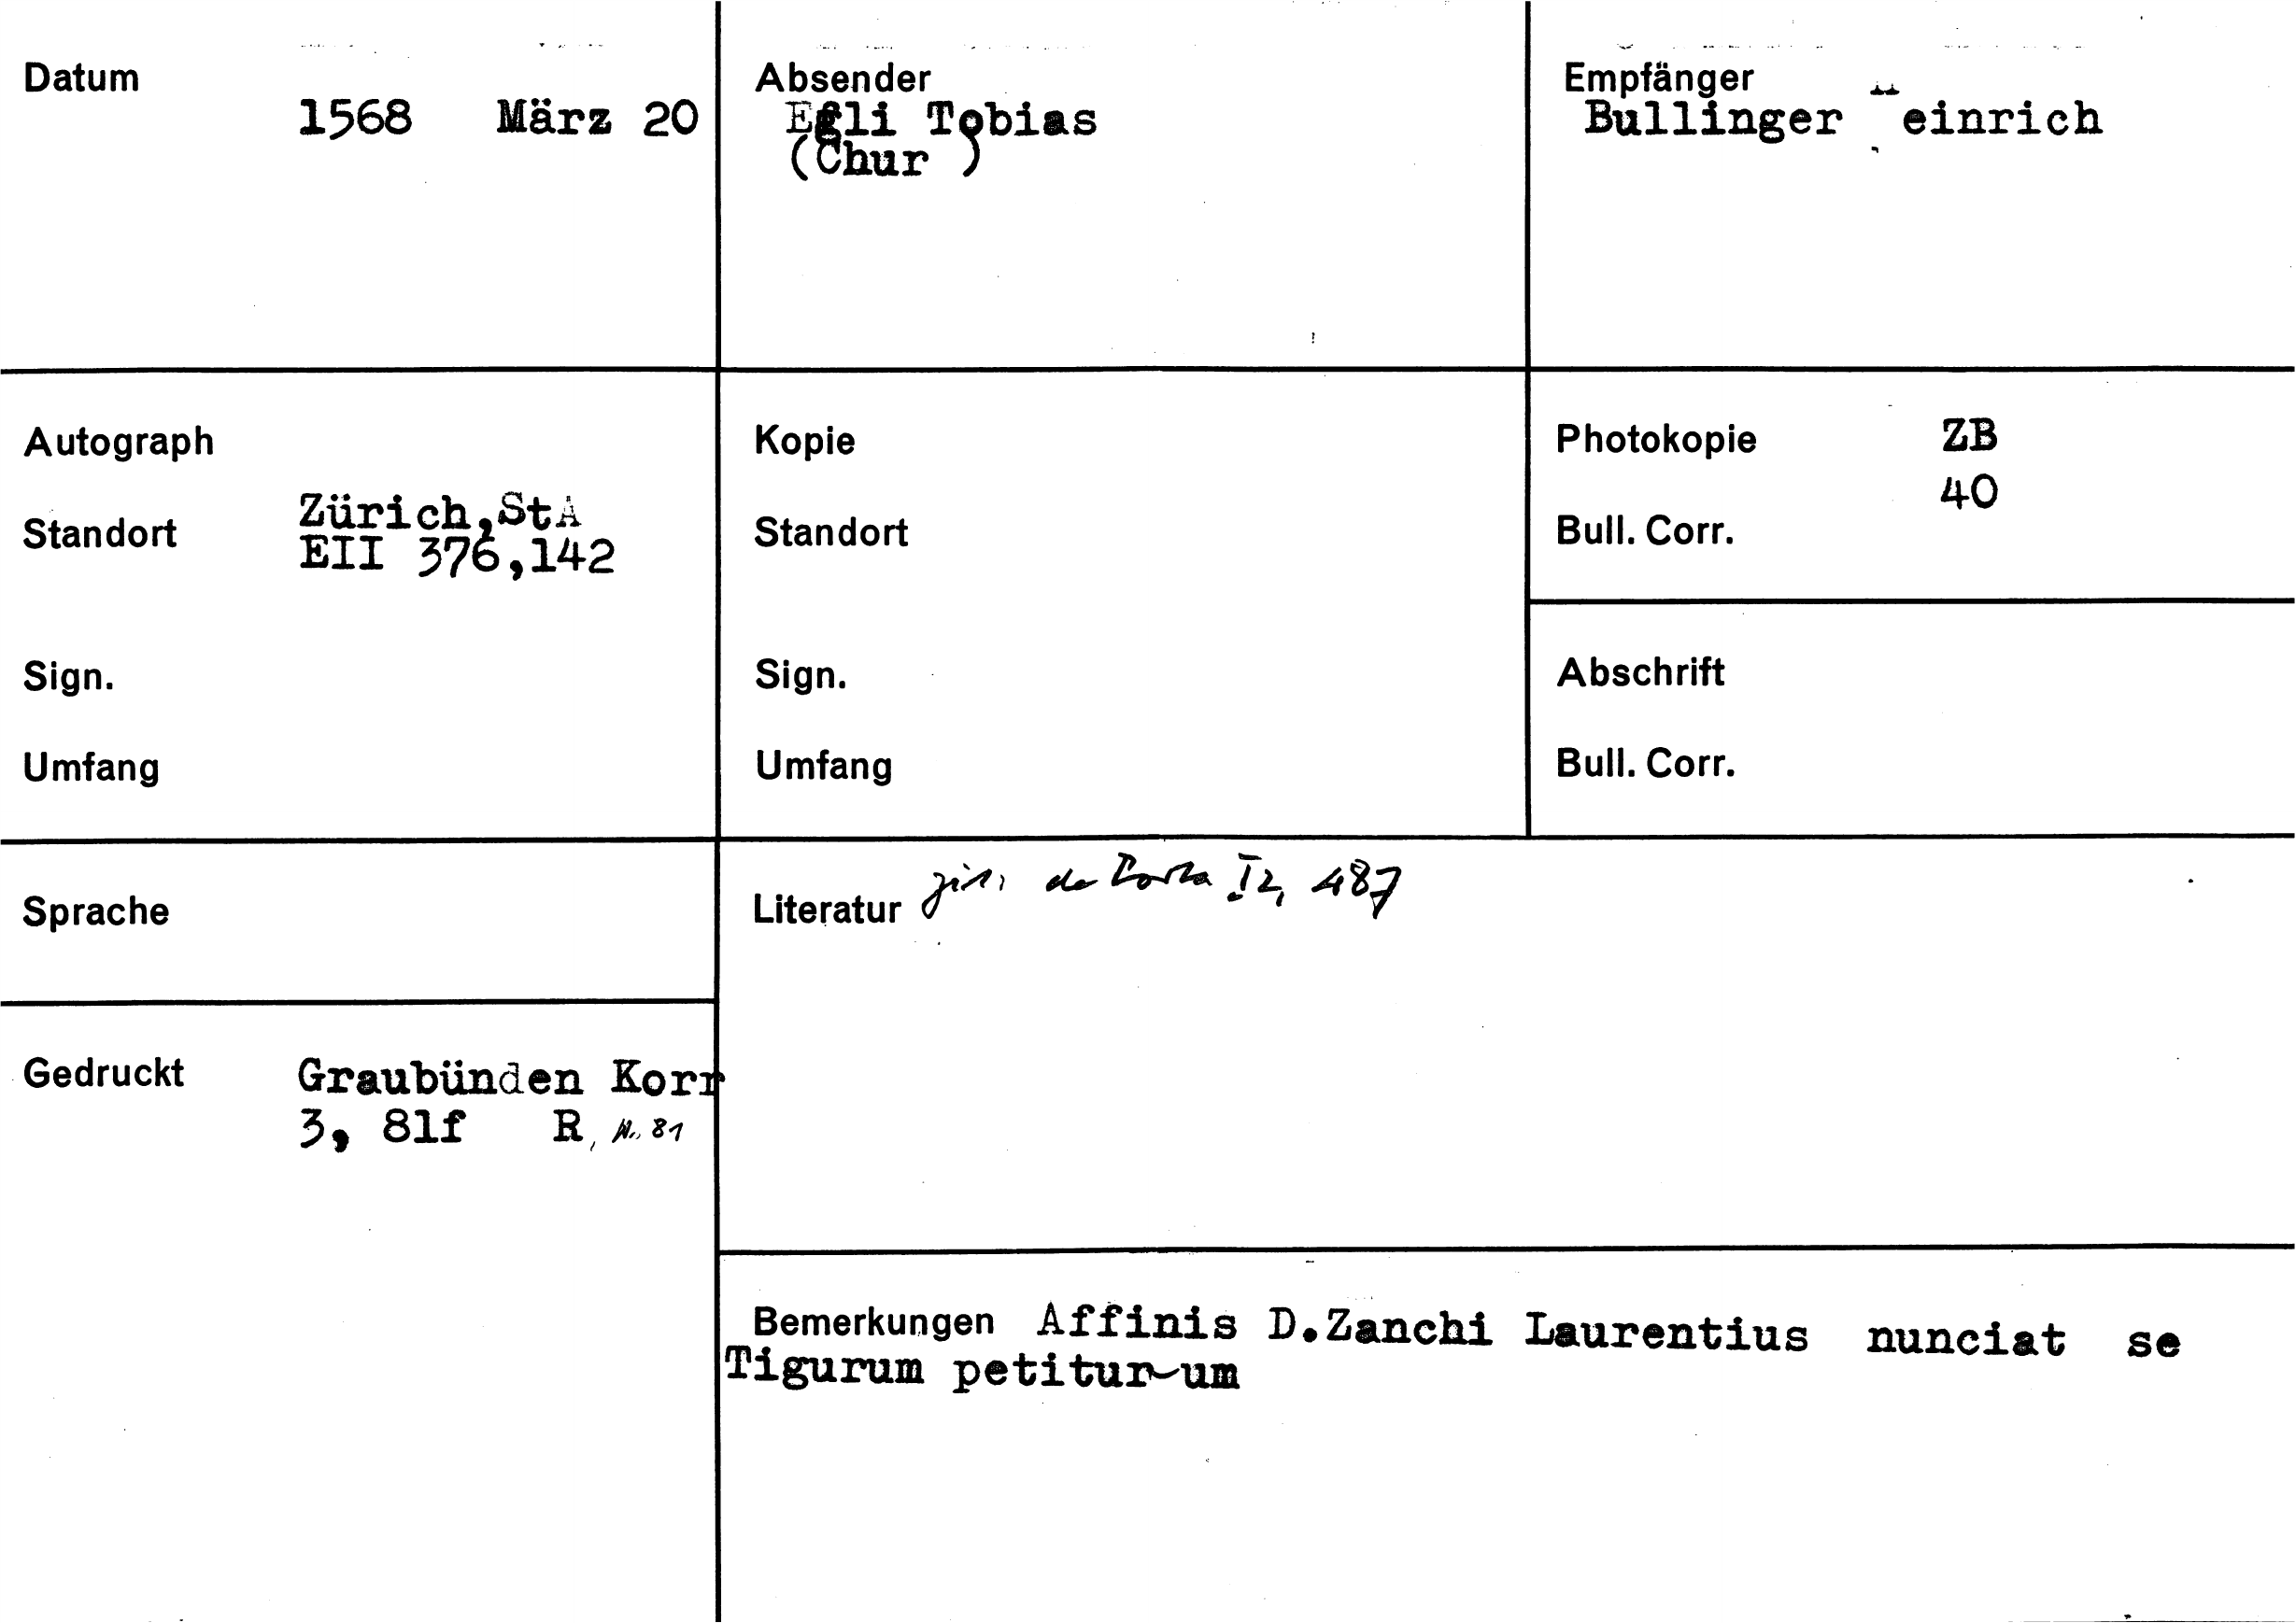 Datum
1568 März 20
Absender
Egli Tobias
(Chur )
Empfänger
Bullinger Heinrich
Autograph
Standort
Zürich,StA
EII 376,142
Sign.
Umfang
Kopie
Standort
Sign.
Umfang
Photokopie ZB
40
Bull. Corr.
Abschrift
Bull. Corr.
Sprache
Literatur zit. de Porta I2, 487
Gedruckt Graubünden Korr
3, 81f R, Nr. 81
Bemerkungen Affinis D.Zanchi Laurentius nunciat se
Tigurum petitur‿um